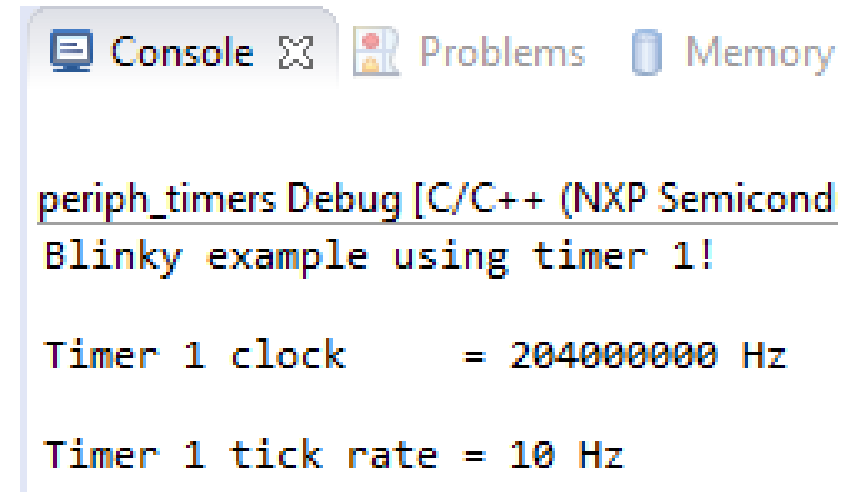 Console Problems Memory
periph_timers Debug [C/C++ (NXP Semicond
Blinky example using timer 1!
Timer 1 clock     = 204000000 Hz
Timer 1 tick rate = 10 Hz